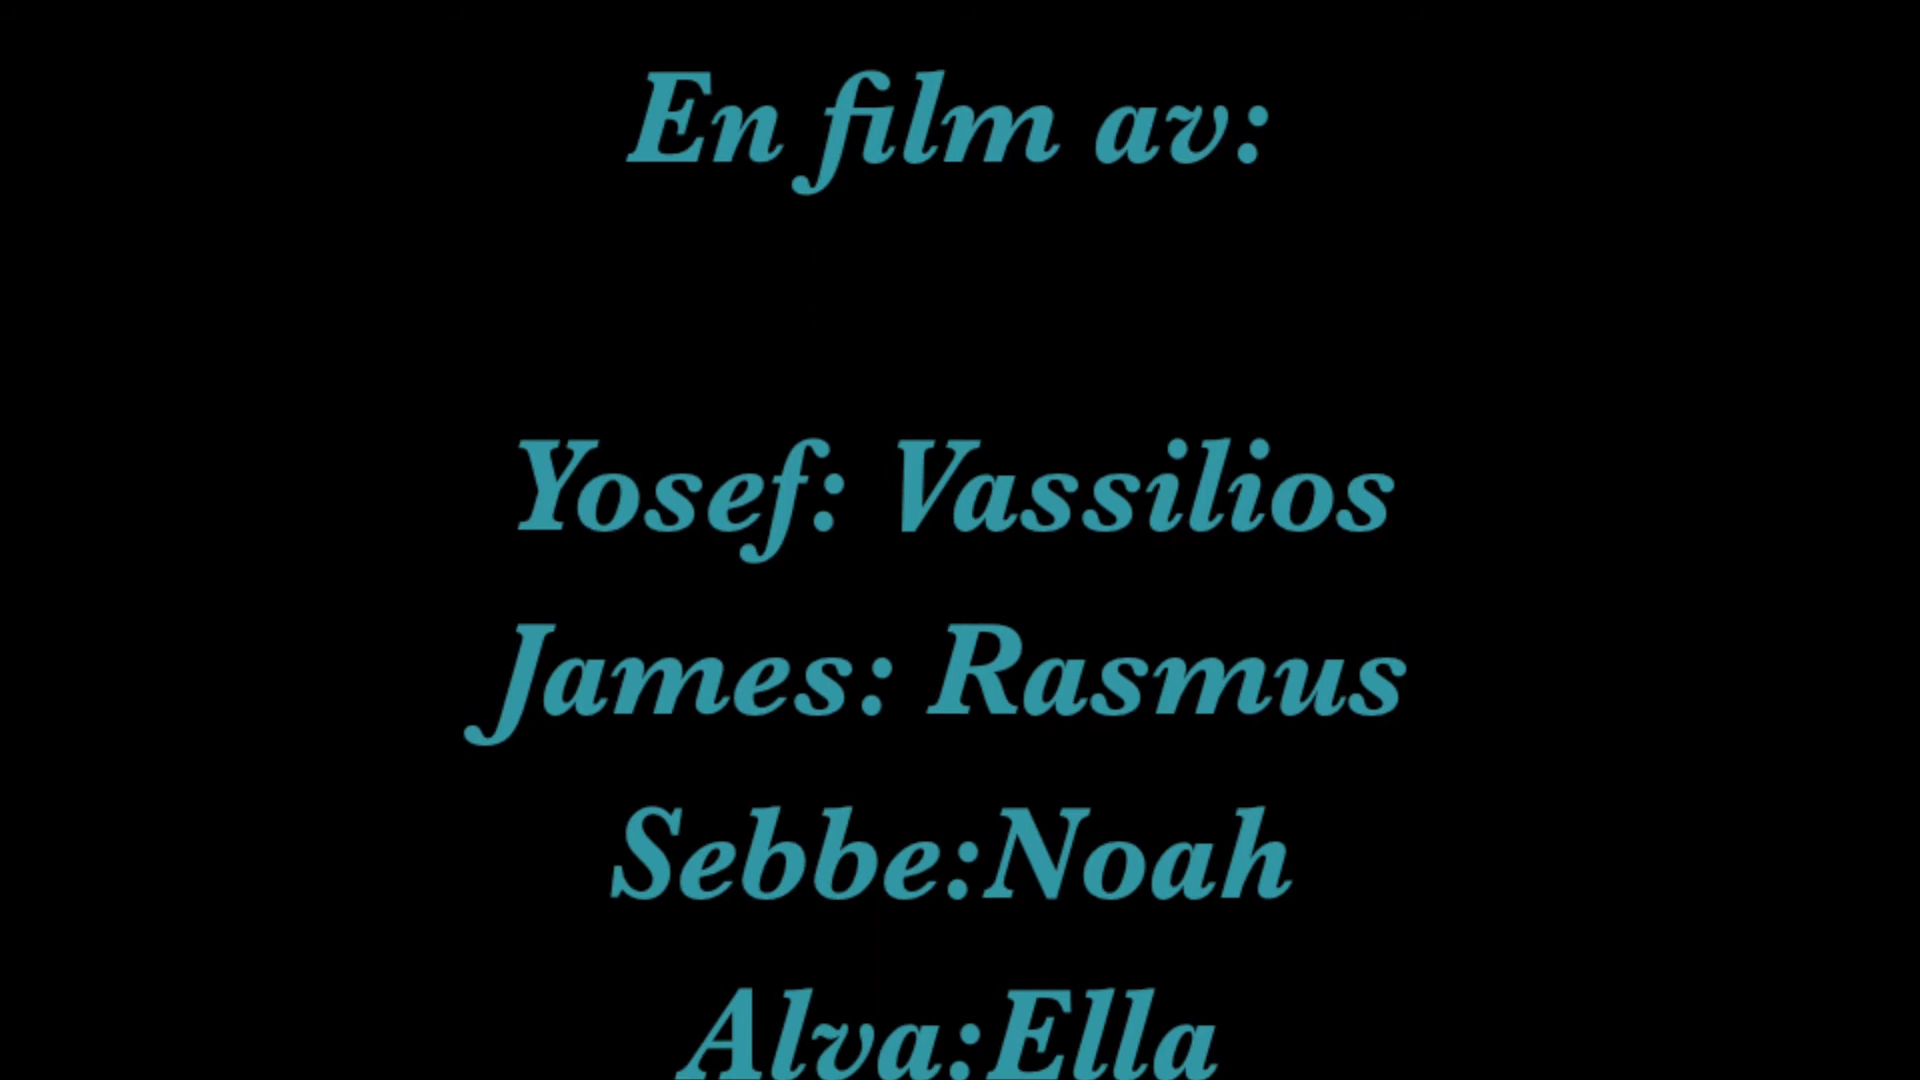 En film av:
Yosef: Vassilios
James: Rasmus
Sebbe:Noah
Alva:Ella